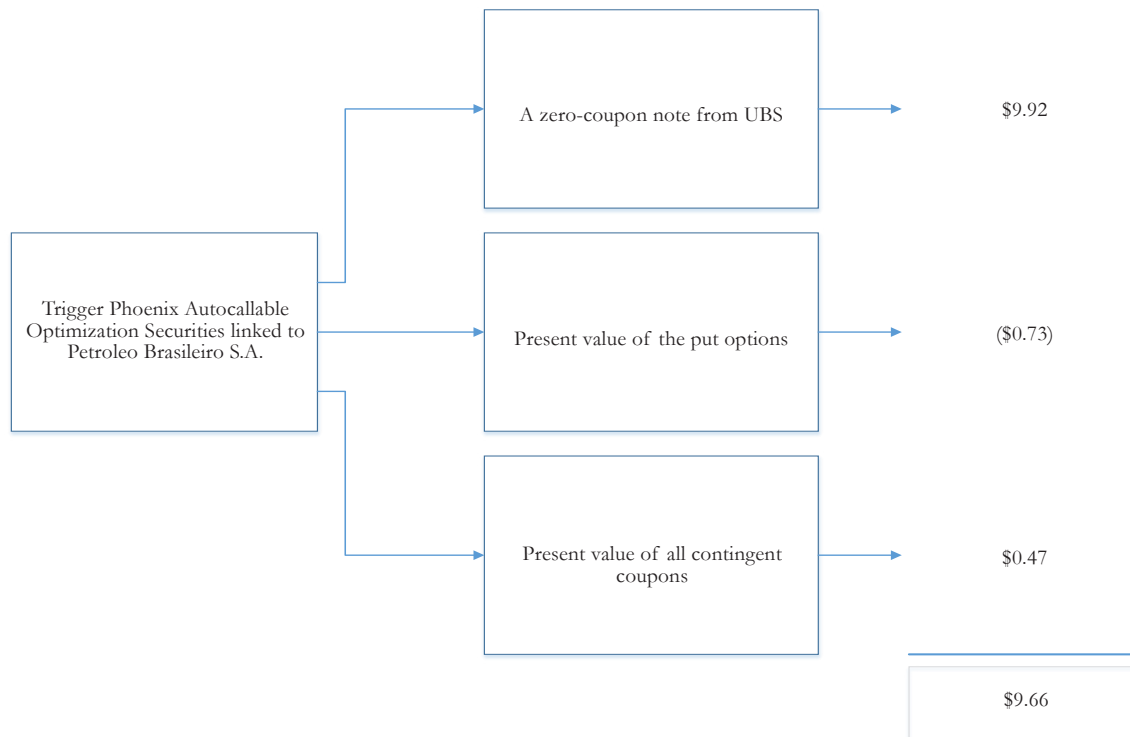 A zero-coupon note from UBS
$9.92
Trigger Phoenix Autocallable
Optimization Securities linked to
Petroleo Brasileiro S.A.
Present value of the put options
($0.73)
Present value of all contingent
coupons
$0.47
$9.66